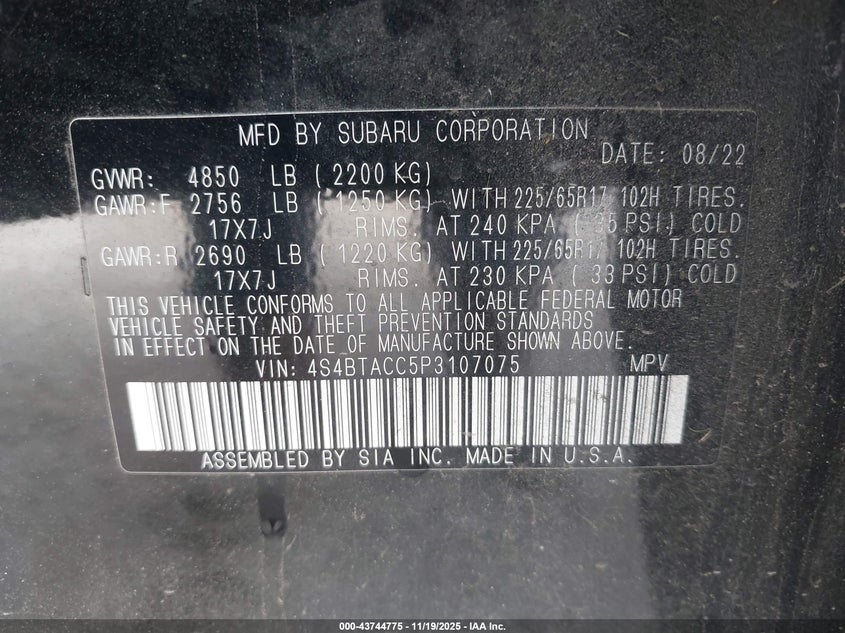 MFD BY SUBARU CORPORATION
DATE: 08/22
GVWR: 4850 LB ( 2200 KG)
GAWR:F 2756 LB ( 1250 KG) WITH 225/65R17 102H TIRES.
17X7J RIMS. AT 240 KPA ( 35 PSI) COLD
GAWR:R 2690 LB ( 1220 KG) WITH 225/65R17 102H TIRES.
17X7J RIMS. AT 230 KPA ( 33 PSI) COLD
THIS VEHICLE CONFORMS TO ALL APPLICABLE FEDERAL MOTOR
VEHICLE SAFETY AND THEFT PREVENTION STANDARDS
IN EFFECT ON THE DATE OF MANUFACTURE SHOWN ABOVE.
VIN: 4S4BTACC5P3107075 MPV
ASSEMBLED BY SIA INC. MADE IN U.S.A.
000-43744775 - 11/19/2025 - IAA Inc.